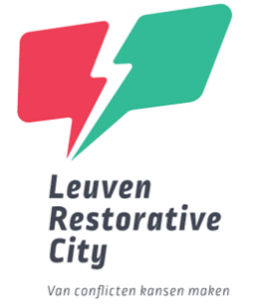 Leuven
Restorative
City
Van conflicten kansen maken